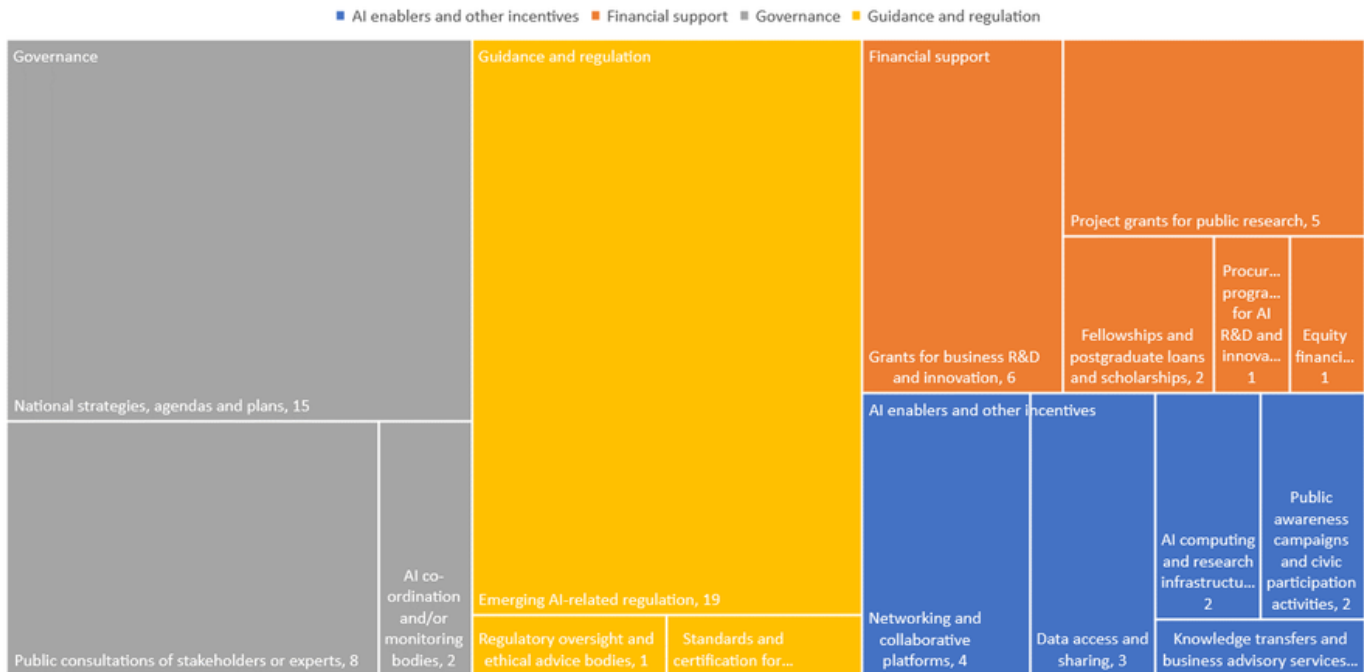 AI enablers and other incentives Financial support Governance Guidance and regulation
Governance
National strategies, agendas and plans, 15
Public consultations of stakeholders or experts, 8
AI co-
ordination
and/or
monitoring
bodies, 2
Guidance and regulation
Emerging AI-related regulation, 19
Regulatory oversight and
ethical advice bodies, 1
Standards and
certification for...
Financial support
Grants for business R&D
and innovation, 6
Project grants for public research, 5
Fellowships and
postgraduate loans
and scholarships, 2
Procur...
progra...
for AI
R&D and
innova...
1
Equity
financi...
1
AI enablers and other incentives
Networking and
collaborative
platforms, 4
Data access and
sharing, 3
AI computing
and research
infrastructu...
2
Public
awareness
campaigns
and civic
participation
activities, 2
Knowledge transfers and
business advisory services...